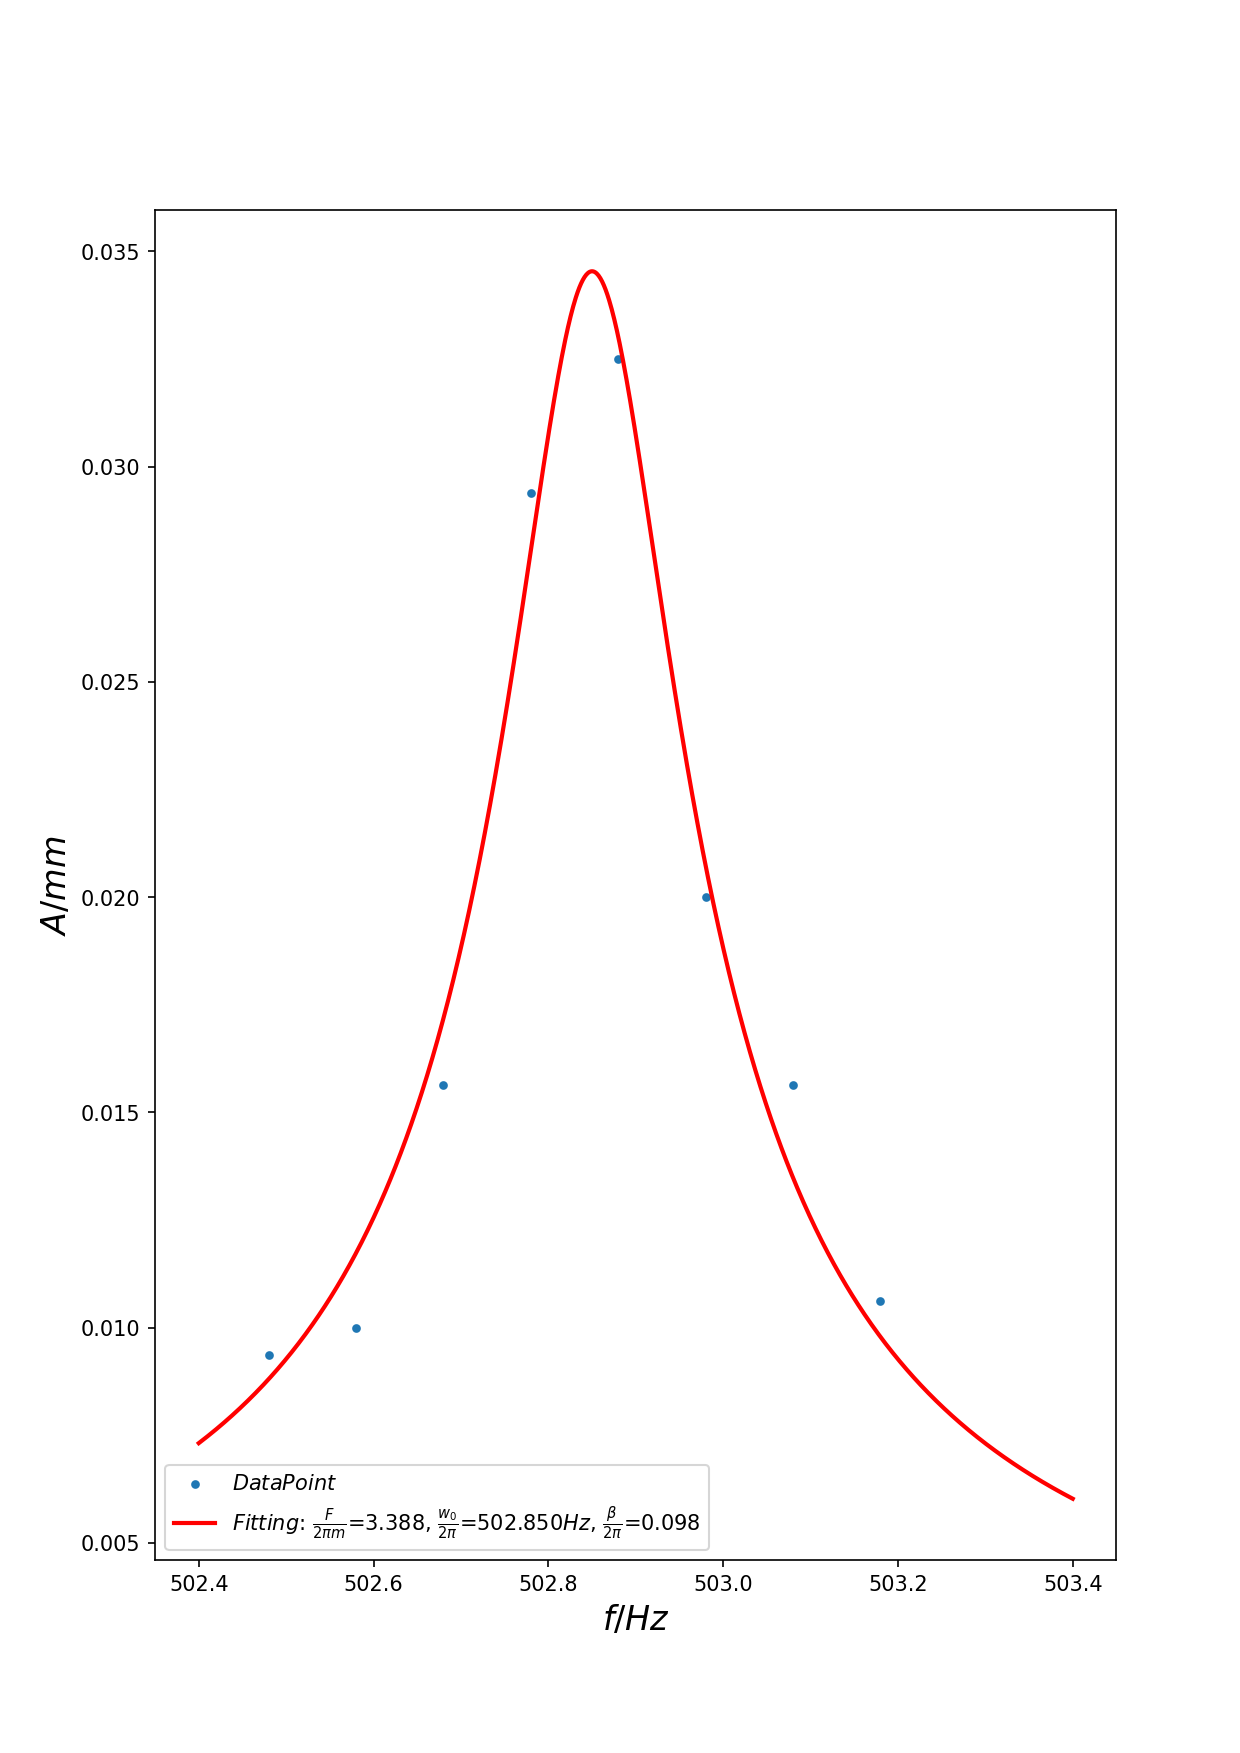 0.035
0.030
0.025
0.020
0.015
0.010
0.005
A/mm
DataPoint
Fitting: F/2πm=3.388, w₀/2π=502.850Hz, β/2π=0.098
502.4 502.6 502.8 503.0 503.2 503.4
f/Hz